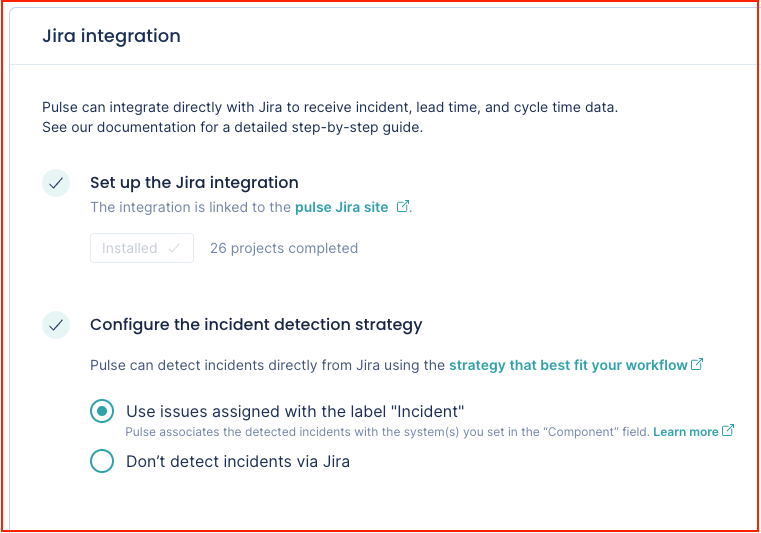 Jira integration
Pulse can integrate directly with Jira to receive incident, lead time, and cycle time data.
See our documentation for a detailed step-by-step guide.
Set up the Jira integration
The integration is linked to the pulse Jira site .
Installed 26 projects completed
Configure the incident detection strategy
Pulse can detect incidents directly from Jira using the strategy that best fit your workflow
Use issues assigned with the label "Incident"
Pulse associates the detected incidents with the system(s) you set in the “Component” field. Learn more
Don’t detect incidents via Jira